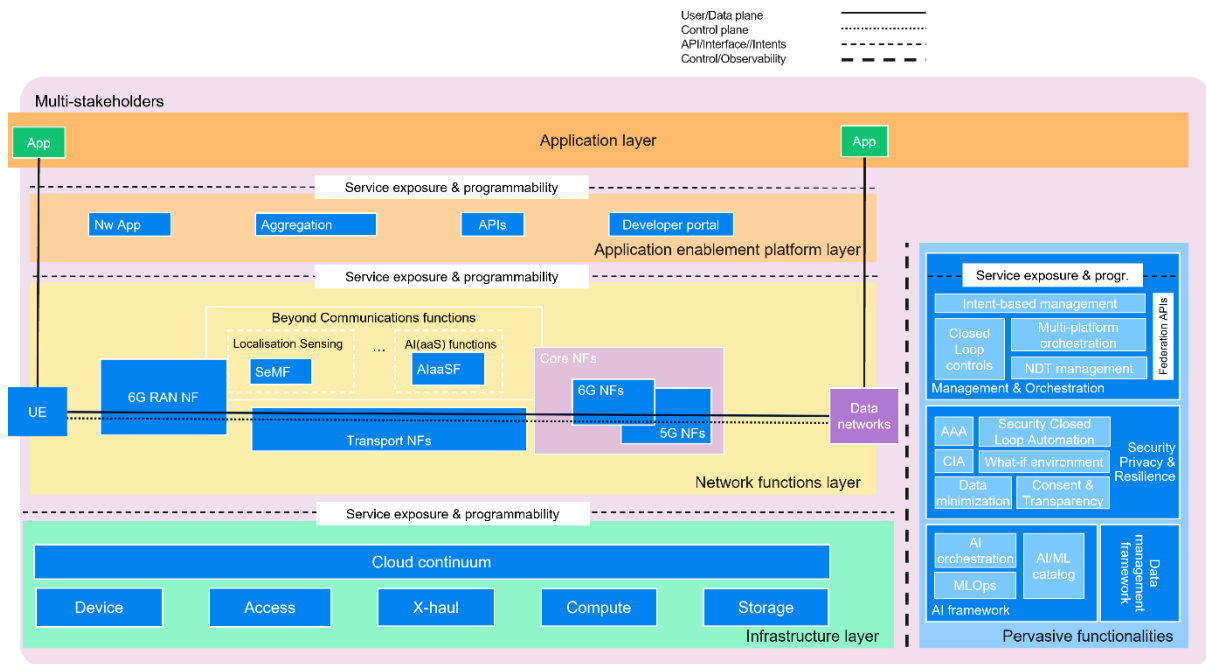 User/Data plane
Control plane
API/Interface//Intents
Control/Observability
Multi-stakeholders
App
Application layer
App
Service exposure & programmability
Nw App
Aggregation
APIs
Developer portal
Application enablement platform layer
Service exposure & programmability
Beyond Communications functions
Localisation Sensing
...
AI(aaS) functions
SeMF
AIaaSF
Core NFs
6G RAN NF
6G NFs
UE
Data
networks
Transport NFs
5G NFs
Network functions layer
Service exposure & programmability
Cloud continuum
Device
Access
X-haul
Compute
Storage
Infrastructure layer
Service exposure & progr.
Intent-based management
Closed
Loop
controls
Multi-platform
orchestration
NDT management
Federation APIs
Management & Orchestration
AAA
Security Closed
Loop Automation
CIA
What-if environment
Data
minimization
Consent &
Transparency
Security
Privacy &
Resilience
AI
orchestration
MLOps
AI/ML
catalog
AI framework
Data
management
framework
Pervasive functionalities